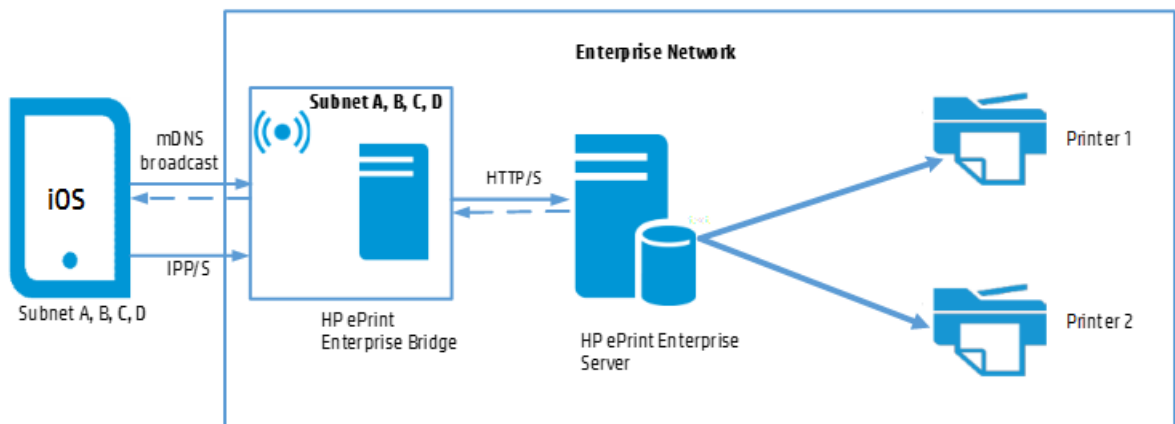 Enterprise Network
Subnet A, B, C, D
mDNS
broadcast
iOS
IPP/S
Subnet A, B, C, D
HP ePrint
Enterprise Bridge
HTTP/S
HP ePrint Enterprise
Server
Printer 1
Printer 2